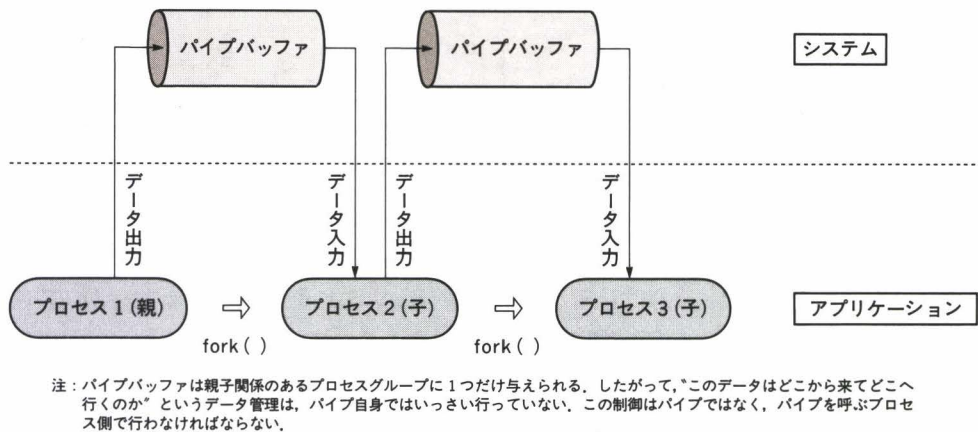 パイプバッファ
パイプバッファ
システム
データ出力
データ入力
データ出力
データ入力
プロセス1(親)
プロセス2(子)
プロセス3(子)
アプリケーション
fork( )
fork( )
注：パイプバッファは親子関係のあるプロセスグループに1つだけ与えられる．したがって，“このデータはどこから来てどこへ
行くのか”というデータ管理は，パイプ自身ではいっさい行っていない．この制御はパイプではなく，パイプを呼ぶプロセ
ス側で行わなければならない．